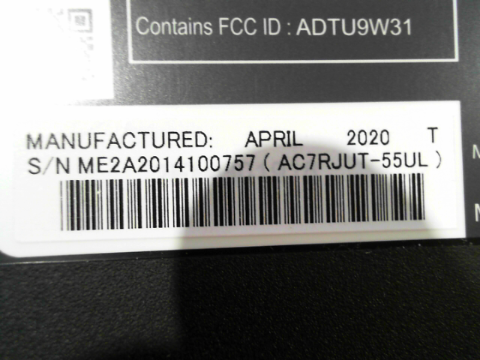 Contains FCC ID : ADTU9W31
MANUFACTURED: APRIL 2020 T
S/N ME2A2014100757 ( AC7RJUT-55UL )